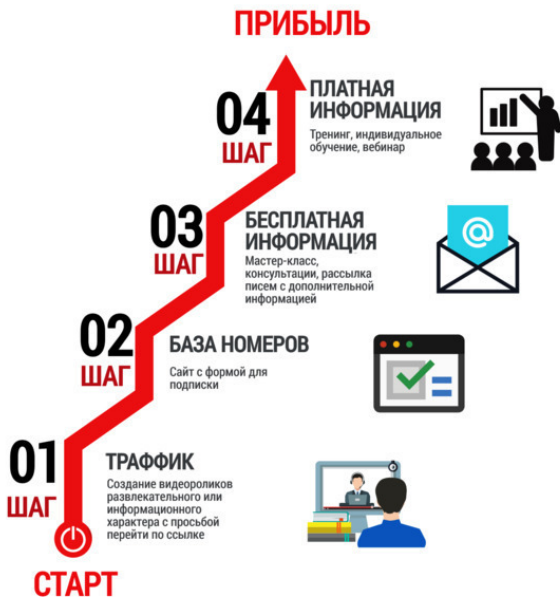 ПРИБЫЛЬ
04
ШАГ
ПЛАТНАЯ
ИНФОРМАЦИЯ
Тренинг, индивидуальное
обучение, вебинар
03
ШАГ
БЕСПЛАТНАЯ
ИНФОРМАЦИЯ
Мастер-класс,
консультации, рассылка
писем с дополнительной
информацией
@
02
ШАГ
БАЗА НОМЕРОВ
Сайт с формой для
подписки
01
ШАГ
ТРАФФИК
Создание видеороликов
развлекательного или
информационного
характера с просьбой
перейти по ссылке
СТАРТ